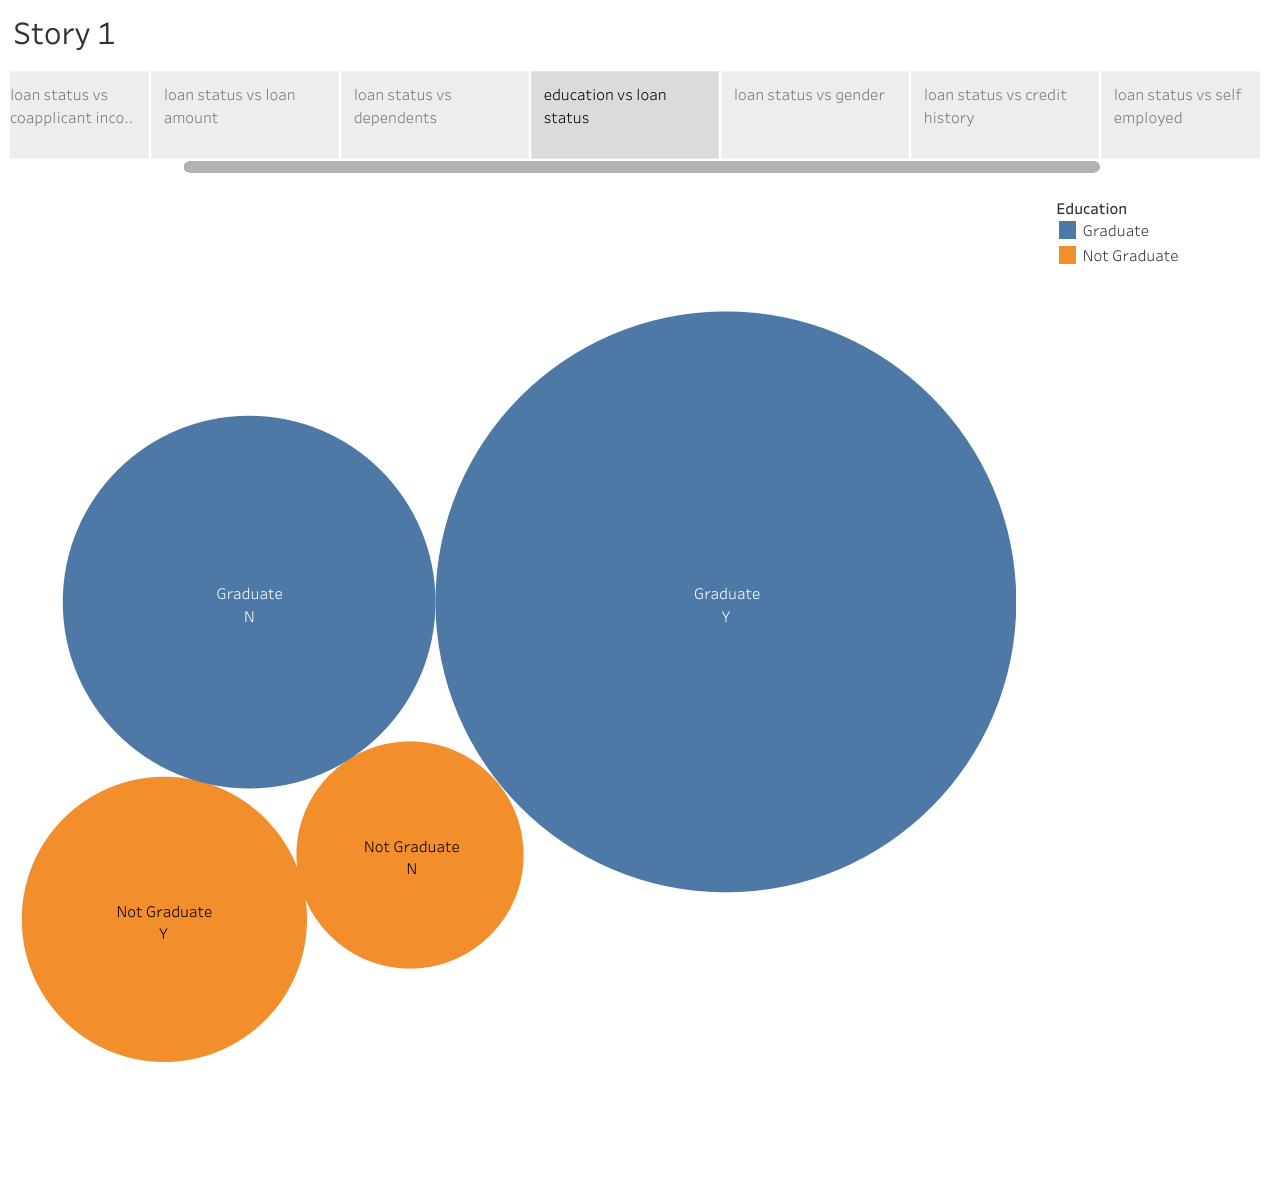 Story 1
loan status vs
coapplicant inco..
loan status vs loan
amount
loan status vs
dependents
education vs loan
status
loan status vs gender
loan status vs credit
history
loan status vs self
employed
Education
Graduate
Not Graduate
Graduate
N
Graduate
Y
Not Graduate
N
Not Graduate
Y